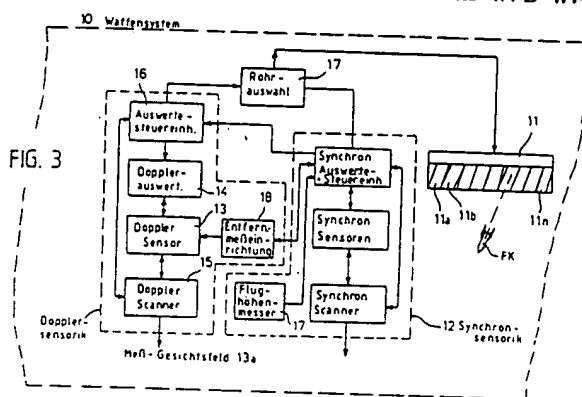 10 Waffensystem
17
Rohr-
auswahl
16
Auswerte-
steuereinh.
FIG. 3
Doppler-
auswert.
14
13
Doppler
Sensor
18
Entfern.-
meßein-
richtung
15
Doppler
Scanner
Doppler-
sensorik
Meß-Gesichtsfeld 13a
Synchron
Auswerte-
-Steuereinh.
Synchron
Sensoren
Flug-
höhen-
messer
17
Synchron
Scanner
12 Synchron-
sensorik
11
11a 11b 11n
FK